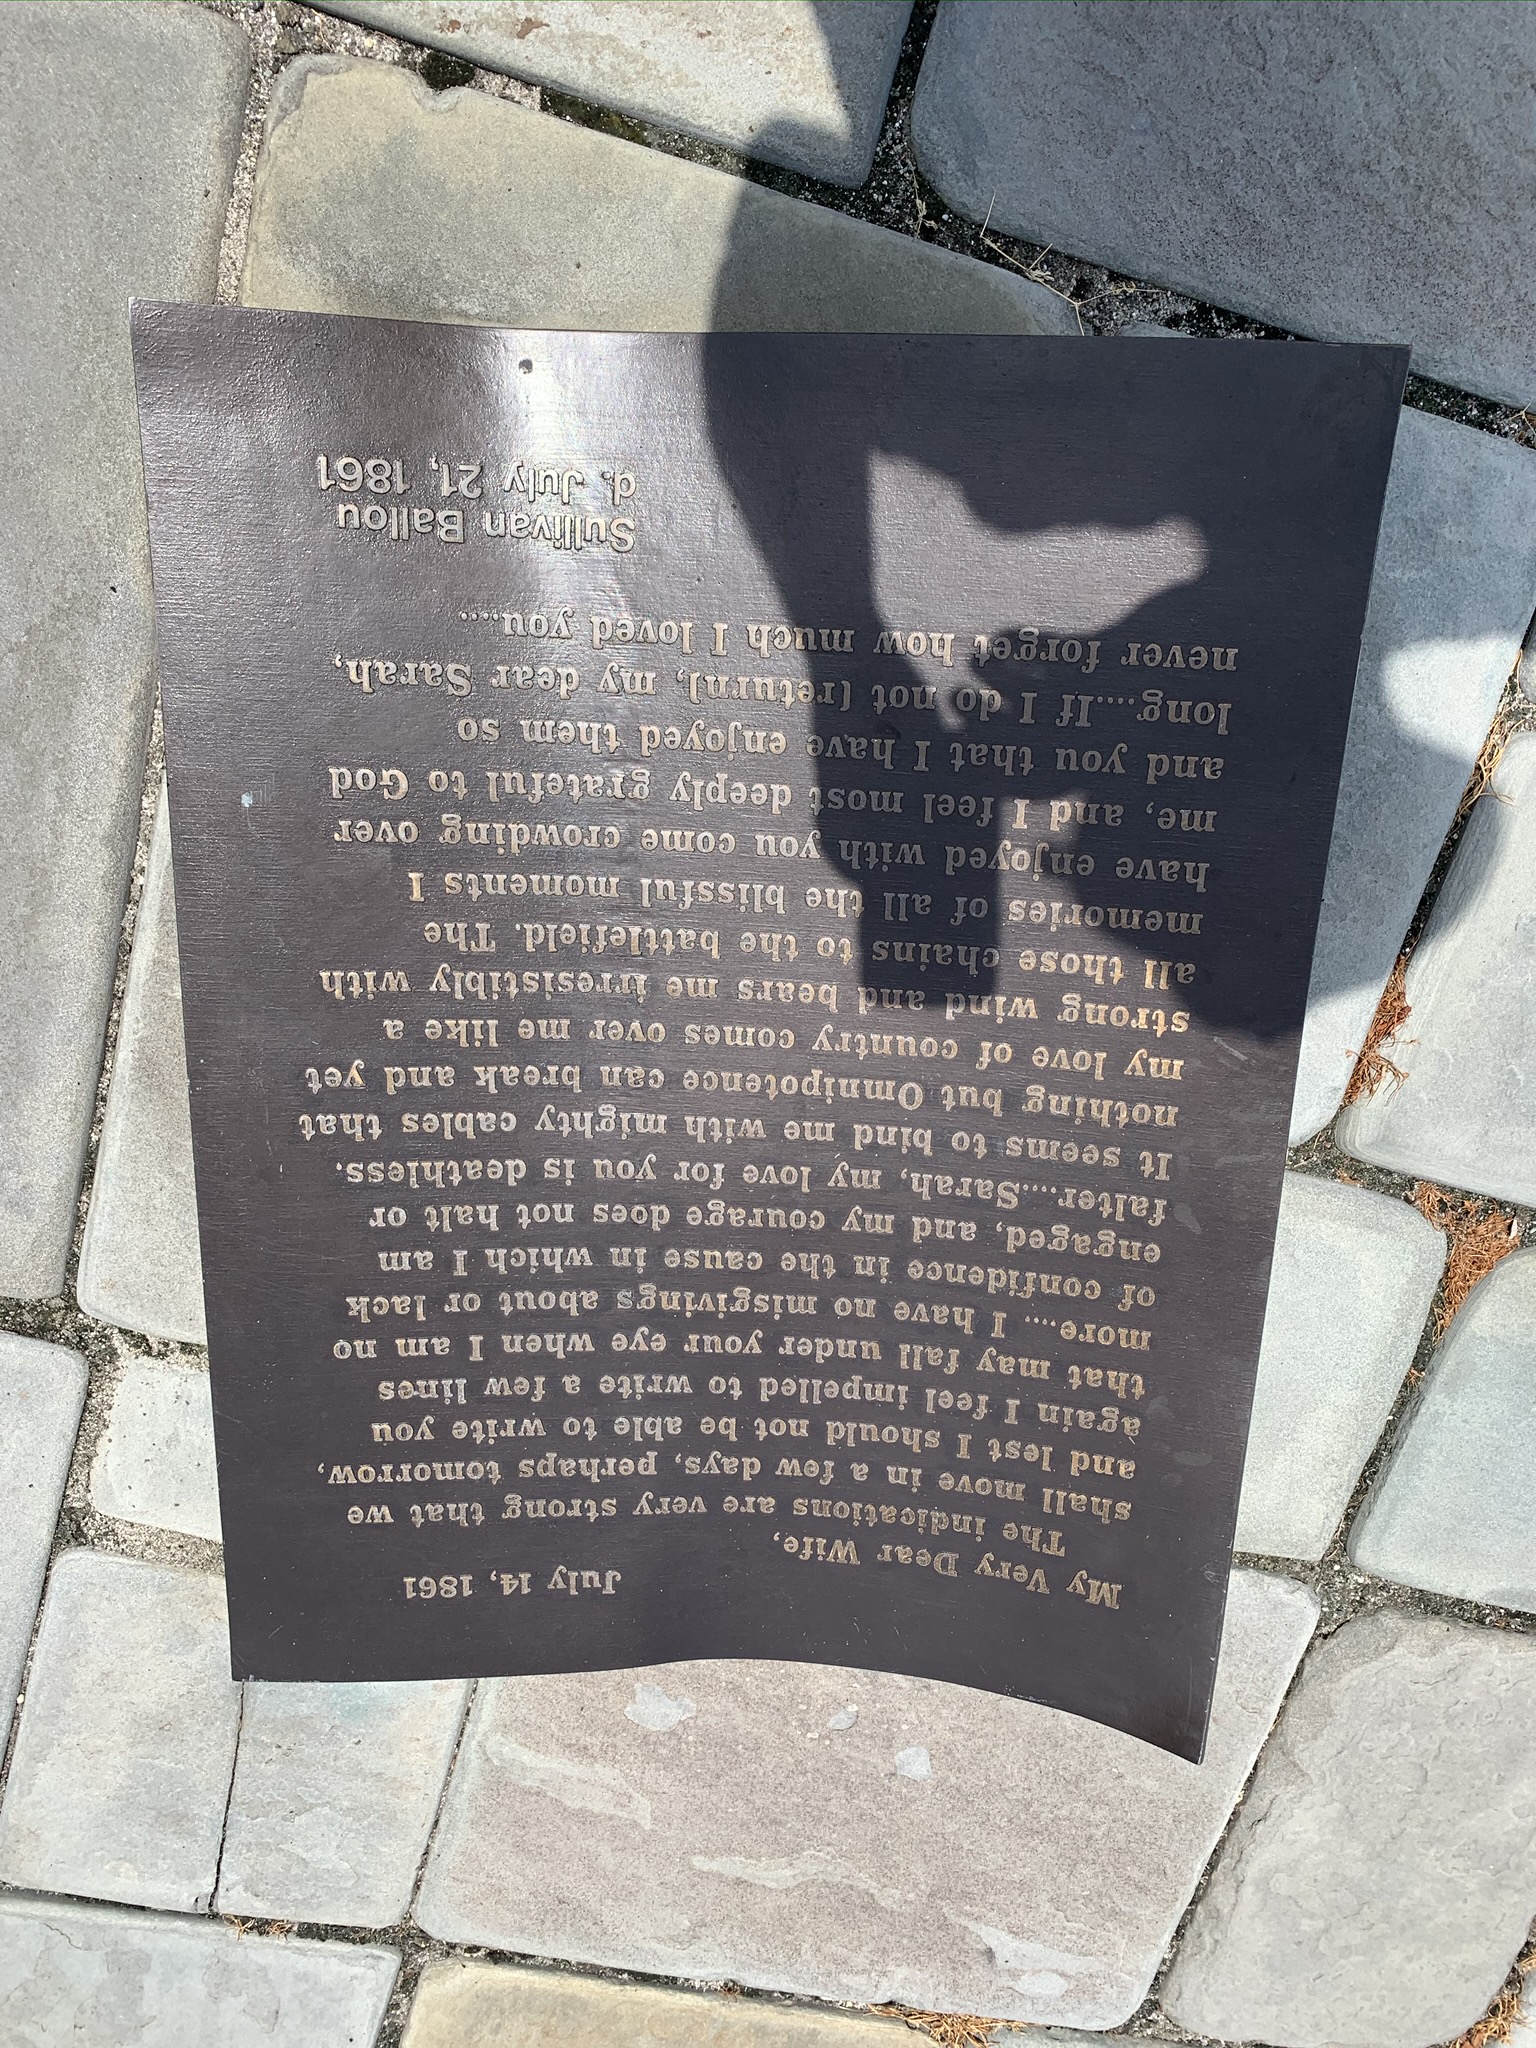 July 14, 1861
My Very Dear Wife,
The indications are very strong that we
shall move in a few days, perhaps tomorrow,
and lest I should not be able to write you
again I feel impelled to write a few lines
that may fall under your eye when I am no
more.... I have no misgivings about or lack
of confidence in the cause in which I am
engaged, and my courage does not halt or
falter....Sarah, my love for you is deathless.
It seems to bind me with mighty cables that
nothing but Omnipotence can break and yet
my love of country comes over me like a
strong wind and bears me irresistibly with
all those chains to the battlefield. The
memories of all the blissful moments I
have enjoyed with you come crowding over
me, and I feel most deeply grateful to God
and you that I have enjoyed them so
long....If I do not [return], my dear Sarah,
never forget how much I loved you.....
Sullivan Ballou
d. July 21, 1861